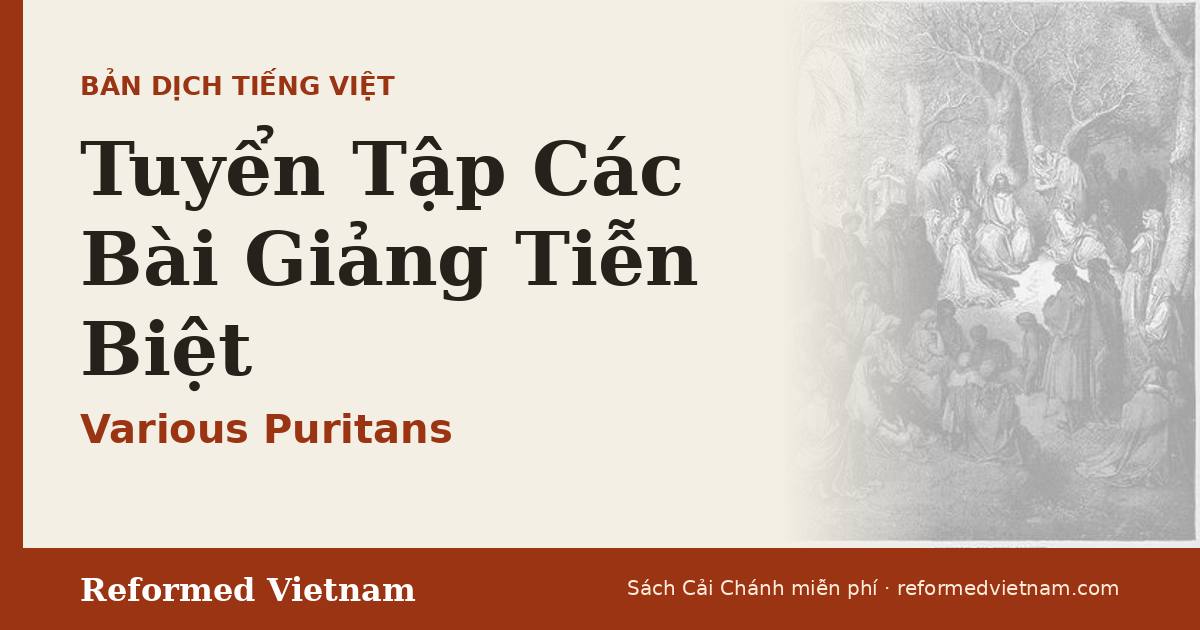 BẢN DỊCH TIẾNG VIỆT
Tuyển Tập Các
Bài Giảng Tiễn
Biệt
Various Puritans
Reformed Vietnam
Sách Cải Chánh miễn phí · reformedvietnam.com